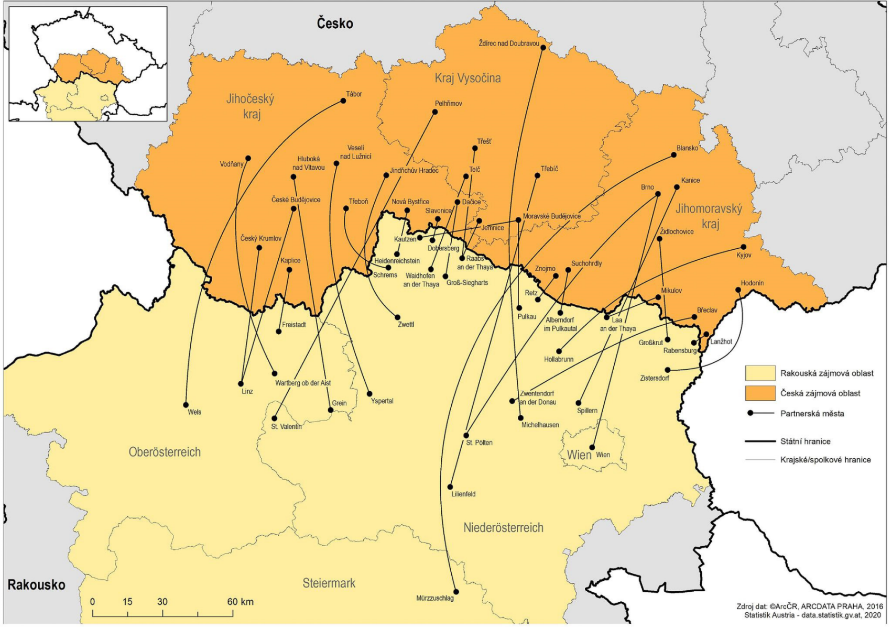 Česko
Ždírec nad Doubravou
Kraj Vysočina
Jihočeský
kraj
Tábor
Pelhřimov
Třešť
Blansko
Vodňany
Hluboká
nad Vltavou
Veselí
nad Lužnicí
Jindřichův Hradec
Telč
Třebíč
Kanice
Brno
Jihomoravský
kraj
České Budějovice
Třeboň
Nová Bystřice
Dačice
Slavonice
Moravské Budějovice
Jemnice
Židlochovice
Kyjov
Český Krumlov
Kautzen
Dobersberg
Kaplice
Heidenreichstein
Schrems
Raabs
an der Thaya
Waidhofen
an der Thaya
Groß-Siegharts
Znojmo
Suchohrdly
Retz
Mikulov
Hodonín
Břeclav
Lanžhot
Freistadt
Zwettl
Pulkau
Alberndorf
im Pulkautal
Laa
an der Thaya
Großkrut
Rabensburg
Hollabrunn
Zistersdorf
Wartberg ob der Aist
Linz
Wels
Grein
Yspertal
St. Valentin
Zwentendorf
an der Donau
Spillern
Michelhausen
St. Pölten
Wien
Wien
Oberösterreich
Lilienfeld
Niederösterreich
Steiermark
Mürzzuschlag
Rakousko
0 15 30 60 km
Rakouská zájmová oblast
Česká zájmová oblast
Partnerská města
Státní hranice
Krajské/spolkové hranice
Zdroj dat: ©ArcČR, ARCDATA PRAHA, 2016
Statistik Austria - data.statistik.gv.at, 2020